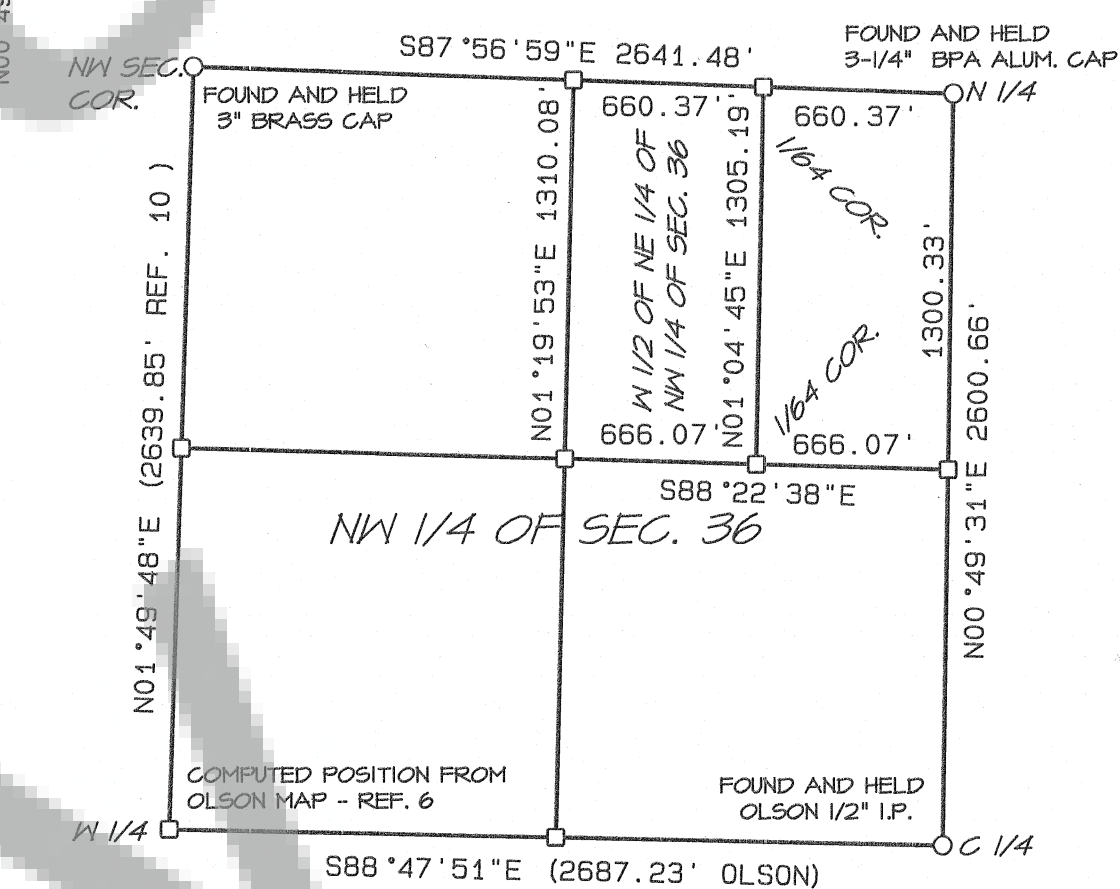 S87°56'59"E 2641.48'
FOUND AND HELD
3-1/4" BPA ALUM. CAP
NW SEC.
COR.
FOUND AND HELD
3" BRASS CAP
N 1/4
660.37'
660.37'
N01°49'48"E (2639.85' REF. 10 )
N01°19'53"E 1310.08'
W 1/2 OF NE 1/4 OF
NW 1/4 OF SEC. 36
N01°04'45"E 1305.19'
1/64 COR.
1/64 COR.
1300.33'
N00°49'31"E 2600.66'
666.07'
666.07'
S88°22'38"E
NW 1/4 OF SEC. 36
COMPUTED POSITION FROM
OLSON MAP - REF. 6
FOUND AND HELD
OLSON 1/2" I.P.
W 1/4
C 1/4
S88°47'51"E (2687.23' OLSON)